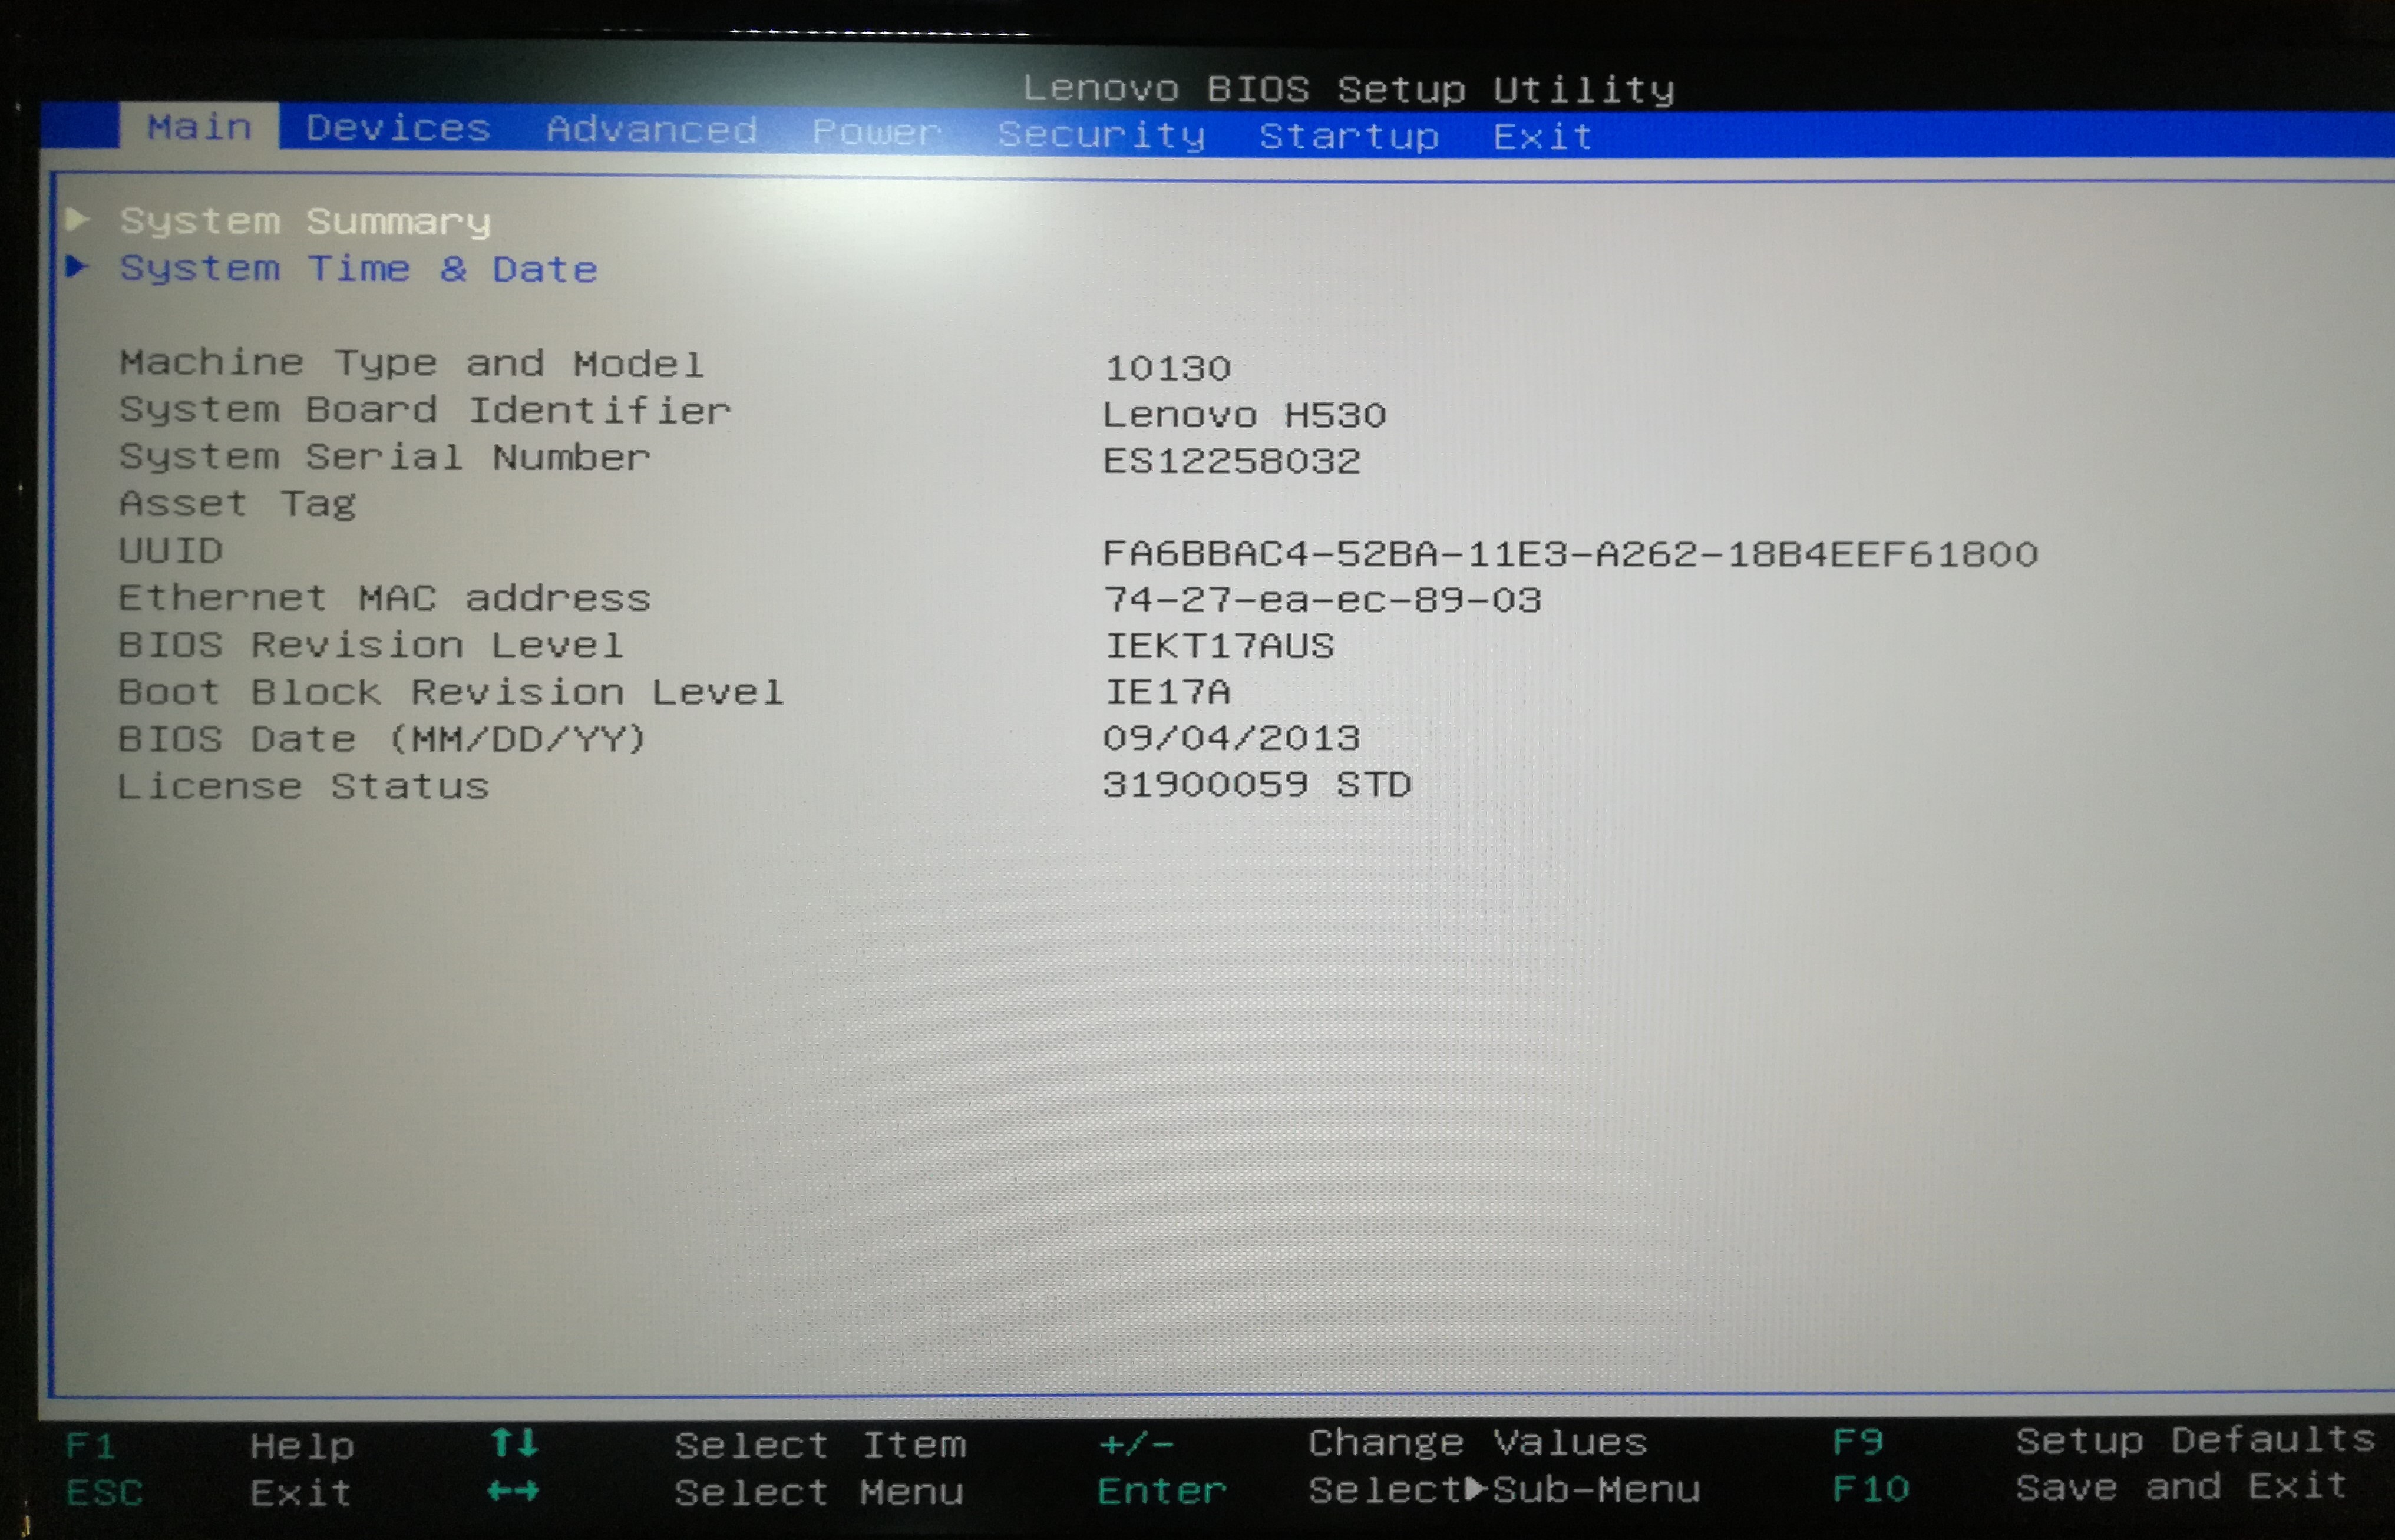 Lenovo BIOS Setup Utility
Main Devices Advanced Power Security Startup Exit
▶ System Summary
▶ System Time & Date
Machine Type and Model 10130
System Board Identifier Lenovo H530
System Serial Number ES12258032
Asset Tag
UUID FA6BBAC4-52BA-11E3-A262-18B4EEF61800
Ethernet MAC address 74-27-ea-ec-89-03
BIOS Revision Level IEKT17AUS
Boot Block Revision Level IE17A
BIOS Date (MM/DD/YY) 09/04/2013
License Status 31900059 STD
F1 Help ↑↓ Select Item +/- Change Values F9 Setup Defaults
ESC Exit ←→ Select Menu Enter Select▶Sub-Menu F10 Save and Exit